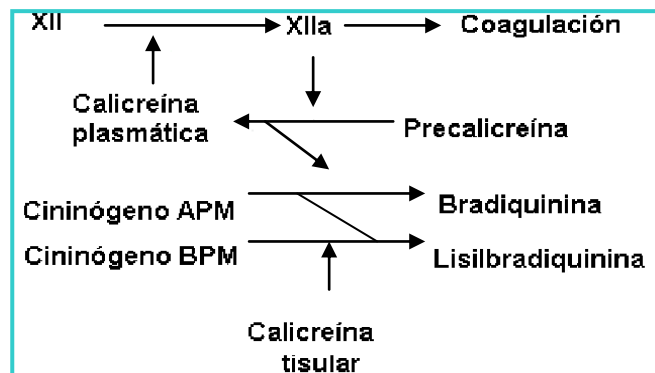 XII
XIIa
Coagulación
Calicreína
plasmática
Precalicreína
Cininógeno APM
Bradiquinina
Cininógeno BPM
Lisilbradiquinina
Calicreína
tisular